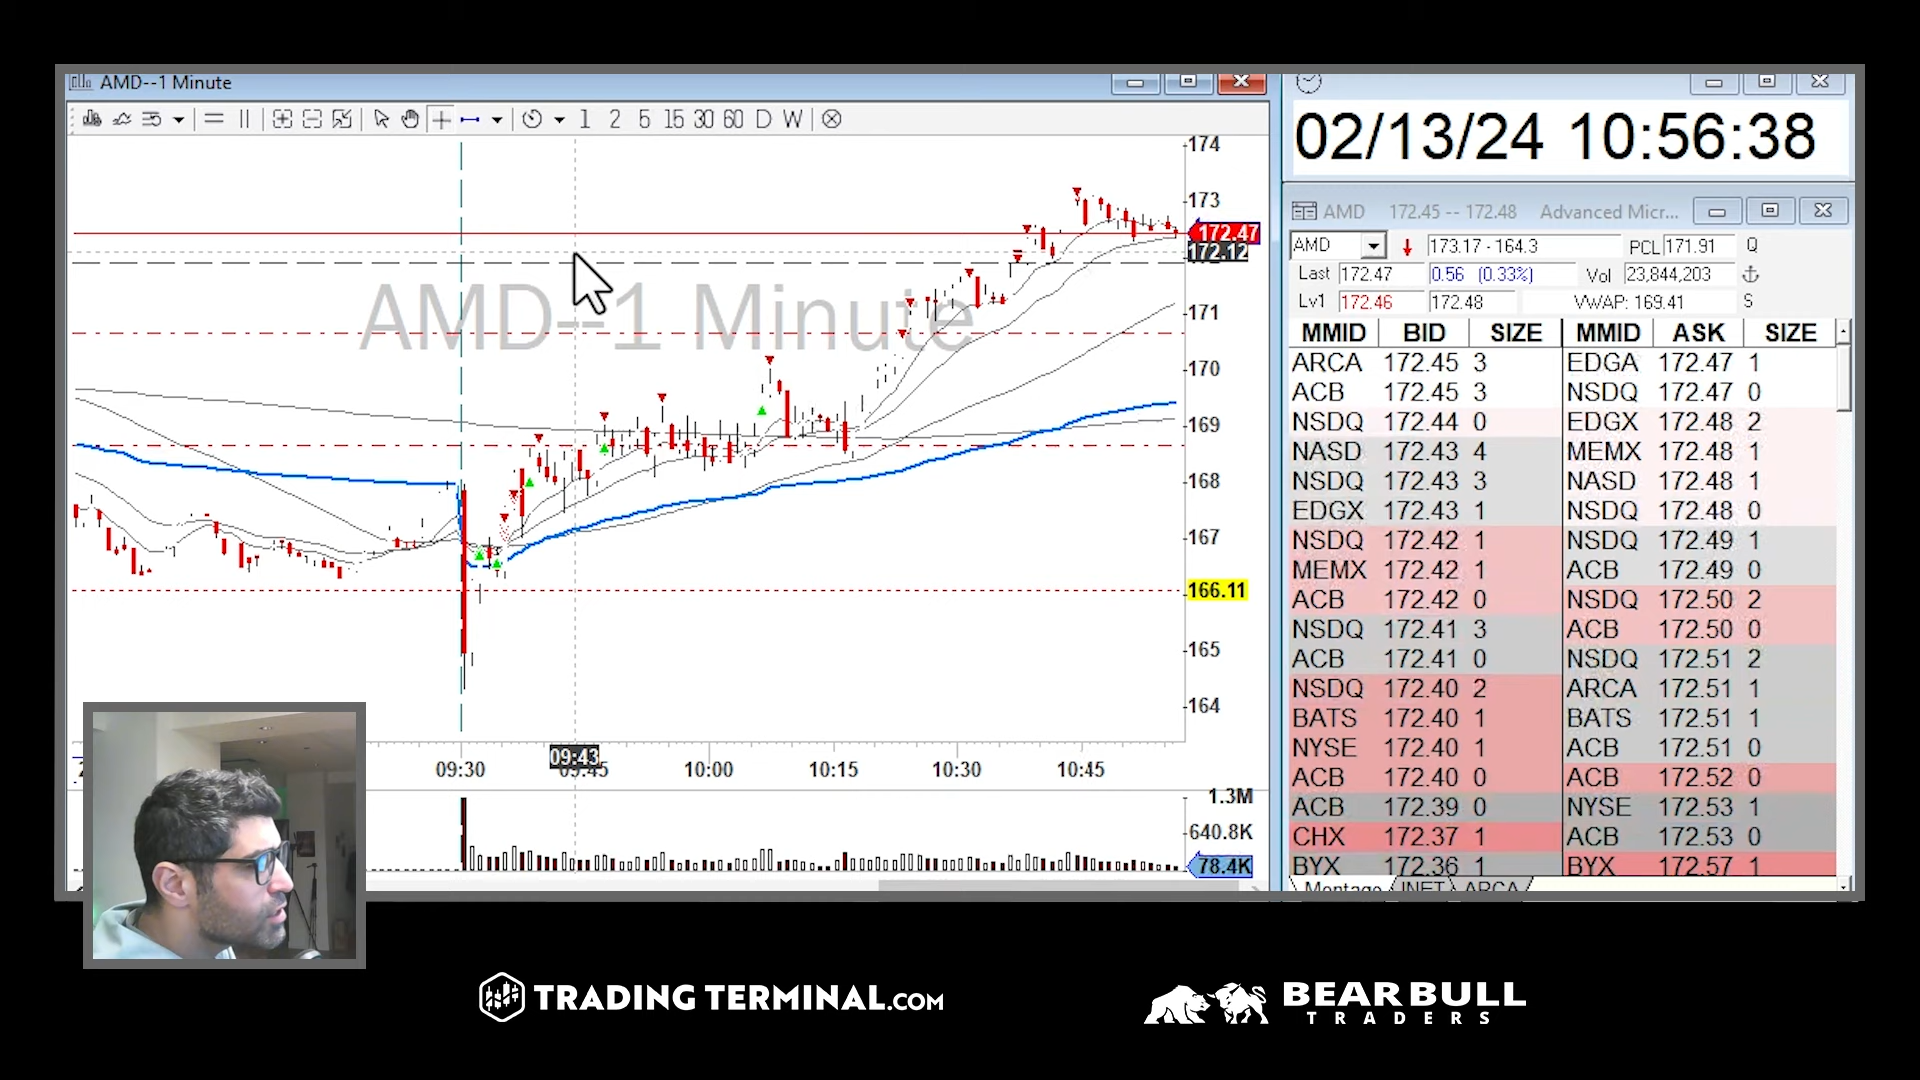 AMD--1 Minute
1 2 5 15 30 60 D W
02/13/24 10:56:38
AMD 172.45 -- 172.48 Advanced Micr...
AMD 173.17 - 164.3 PCL 171.91 Q
Last 172.47 0.56 (0.33%) Vol 23,844,203
Lv1 172.46 172.48 VWAP: 169.41 S
MMID BID SIZE MMID ASK SIZE
ARCA 172.45 3 EDGA 172.47 1
ACB 172.45 3 NSDQ 172.47 0
NSDQ 172.44 0 EDGX 172.48 2
NASD 172.43 4 MEMX 172.48 1
NSDQ 172.43 3 NASD 172.48 1
EDGX 172.43 1 NSDQ 172.48 0
NSDQ 172.42 1 NSDQ 172.49 1
MEMX 172.42 1 ACB 172.49 0
ACB 172.42 0 NSDQ 172.50 2
NSDQ 172.41 3 ACB 172.50 0
ACB 172.41 0 NSDQ 172.51 2
NSDQ 172.40 2 ARCA 172.51 1
BATS 172.40 1 BATS 172.51 1
NYSE 172.40 1 ACB 172.51 0
ACB 172.40 0 ACB 172.52 0
ACB 172.39 0 NYSE 172.53 1
CHX 172.37 1 ACB 172.53 0
BYX 172.36 1 BYX 172.57 1
Montage INET ARCA
174
173
172.47
172.12
171
170
169
168
167
166.11
165
164
AMD--1 Minute
09:43
09:30 09:45 10:00 10:15 10:30 10:45
1.3M
640.8K
78.4K
TRADING TERMINAL.COM
BEAR BULL
TRADERS